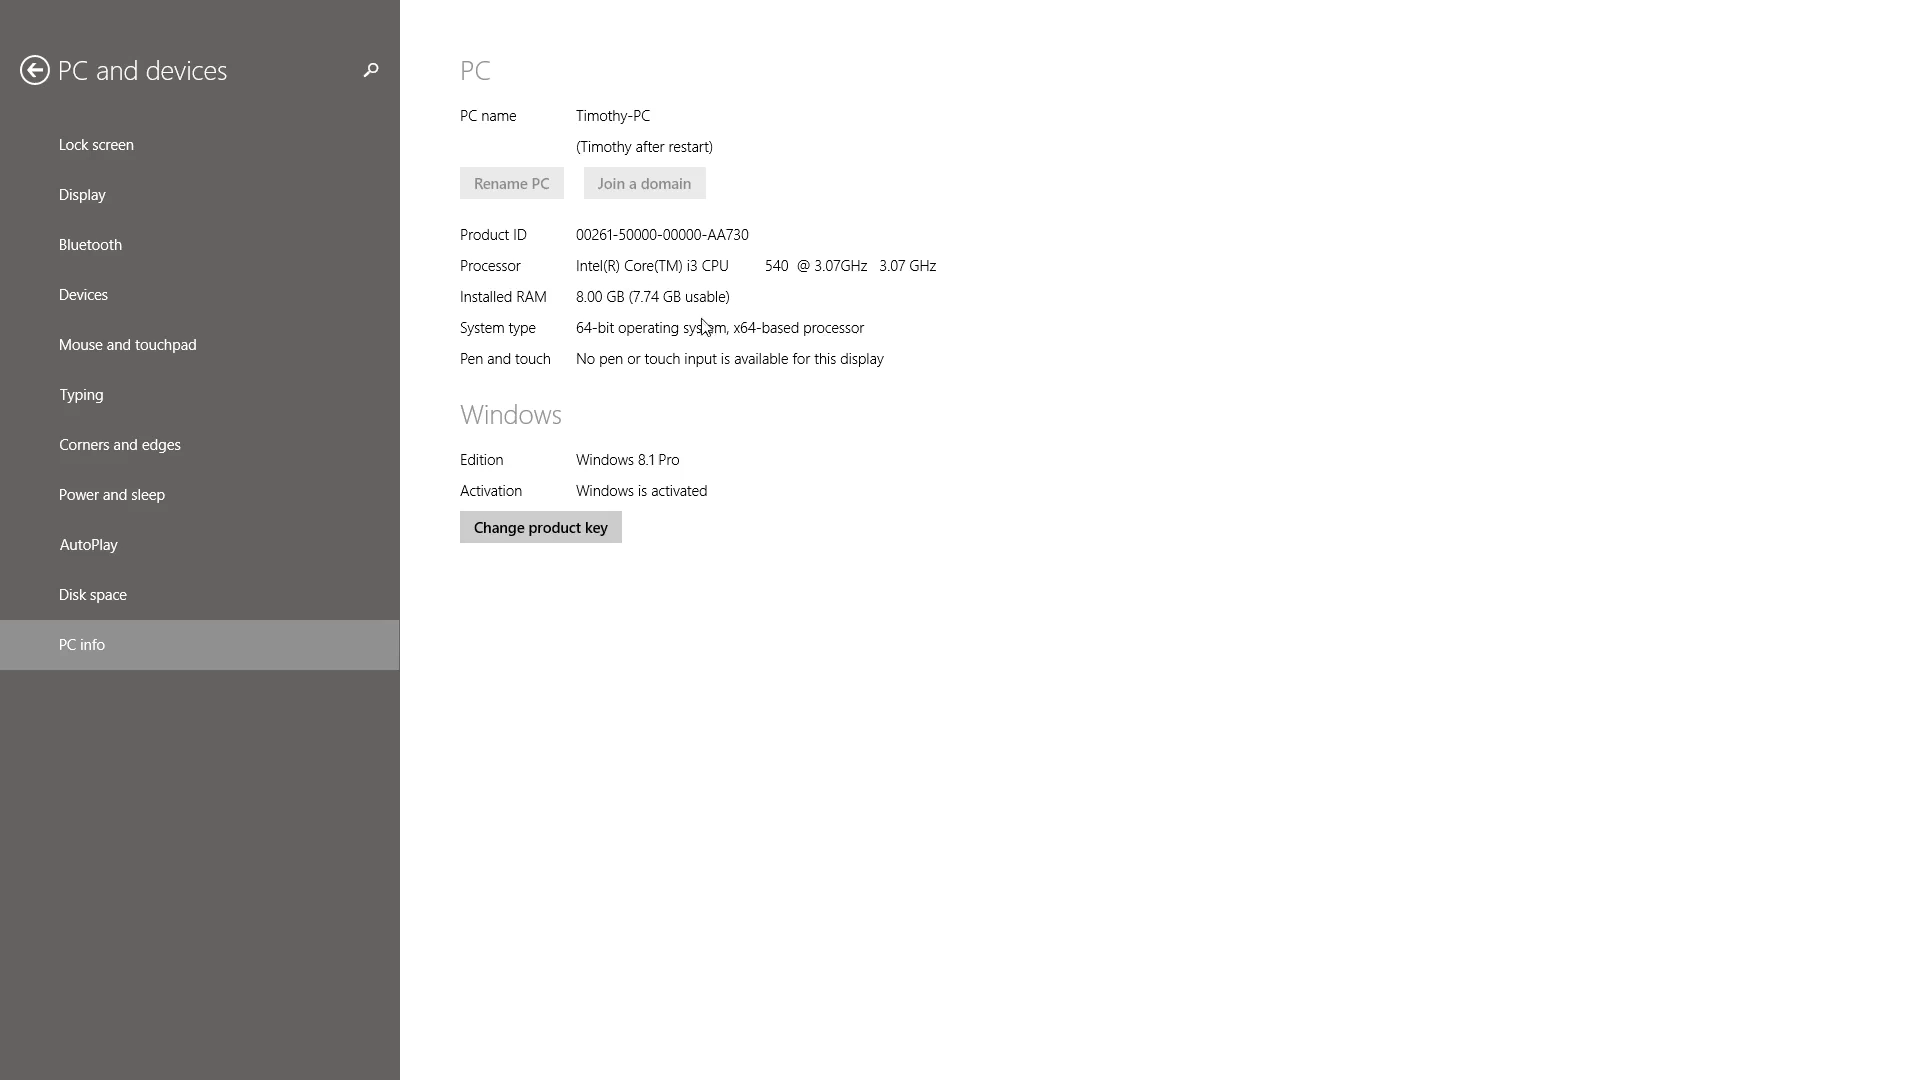 PC and devices
Lock screen
Display
Bluetooth
Devices
Mouse and touchpad
Typing
Corners and edges
Power and sleep
AutoPlay
Disk space
PC info
PC
PC name Timothy-PC
(Timothy after restart)
Rename PC Join a domain
Product ID 00261-50000-00000-AA730
Processor Intel(R) Core(TM) i3 CPU 540 @ 3.07GHz 3.07 GHz
Installed RAM 8.00 GB (7.74 GB usable)
System type 64-bit operating system, x64-based processor
Pen and touch No pen or touch input is available for this display
Windows
Edition Windows 8.1 Pro
Activation Windows is activated
Change product key